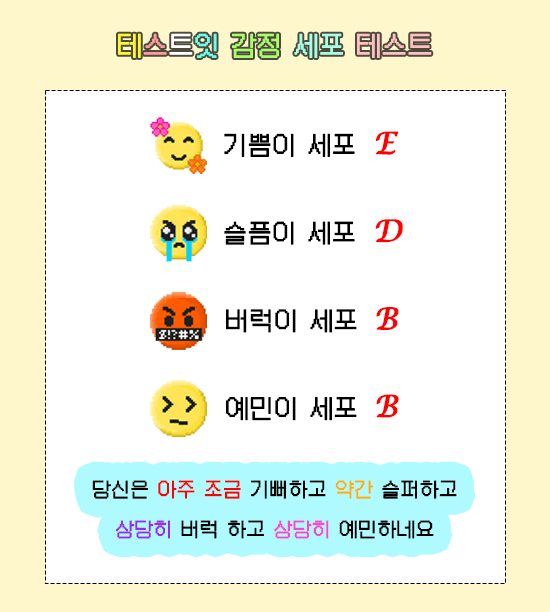 테스트잇 감정 세포 테스트
기쁨이 세포 E
슬픔이 세포 D
버럭이 세포 B
$!?#%
예민이 세포 B
당신은 아주 조금 기뻐하고 약간 슬퍼하고
상당히 버럭 하고 상당히 예민하네요